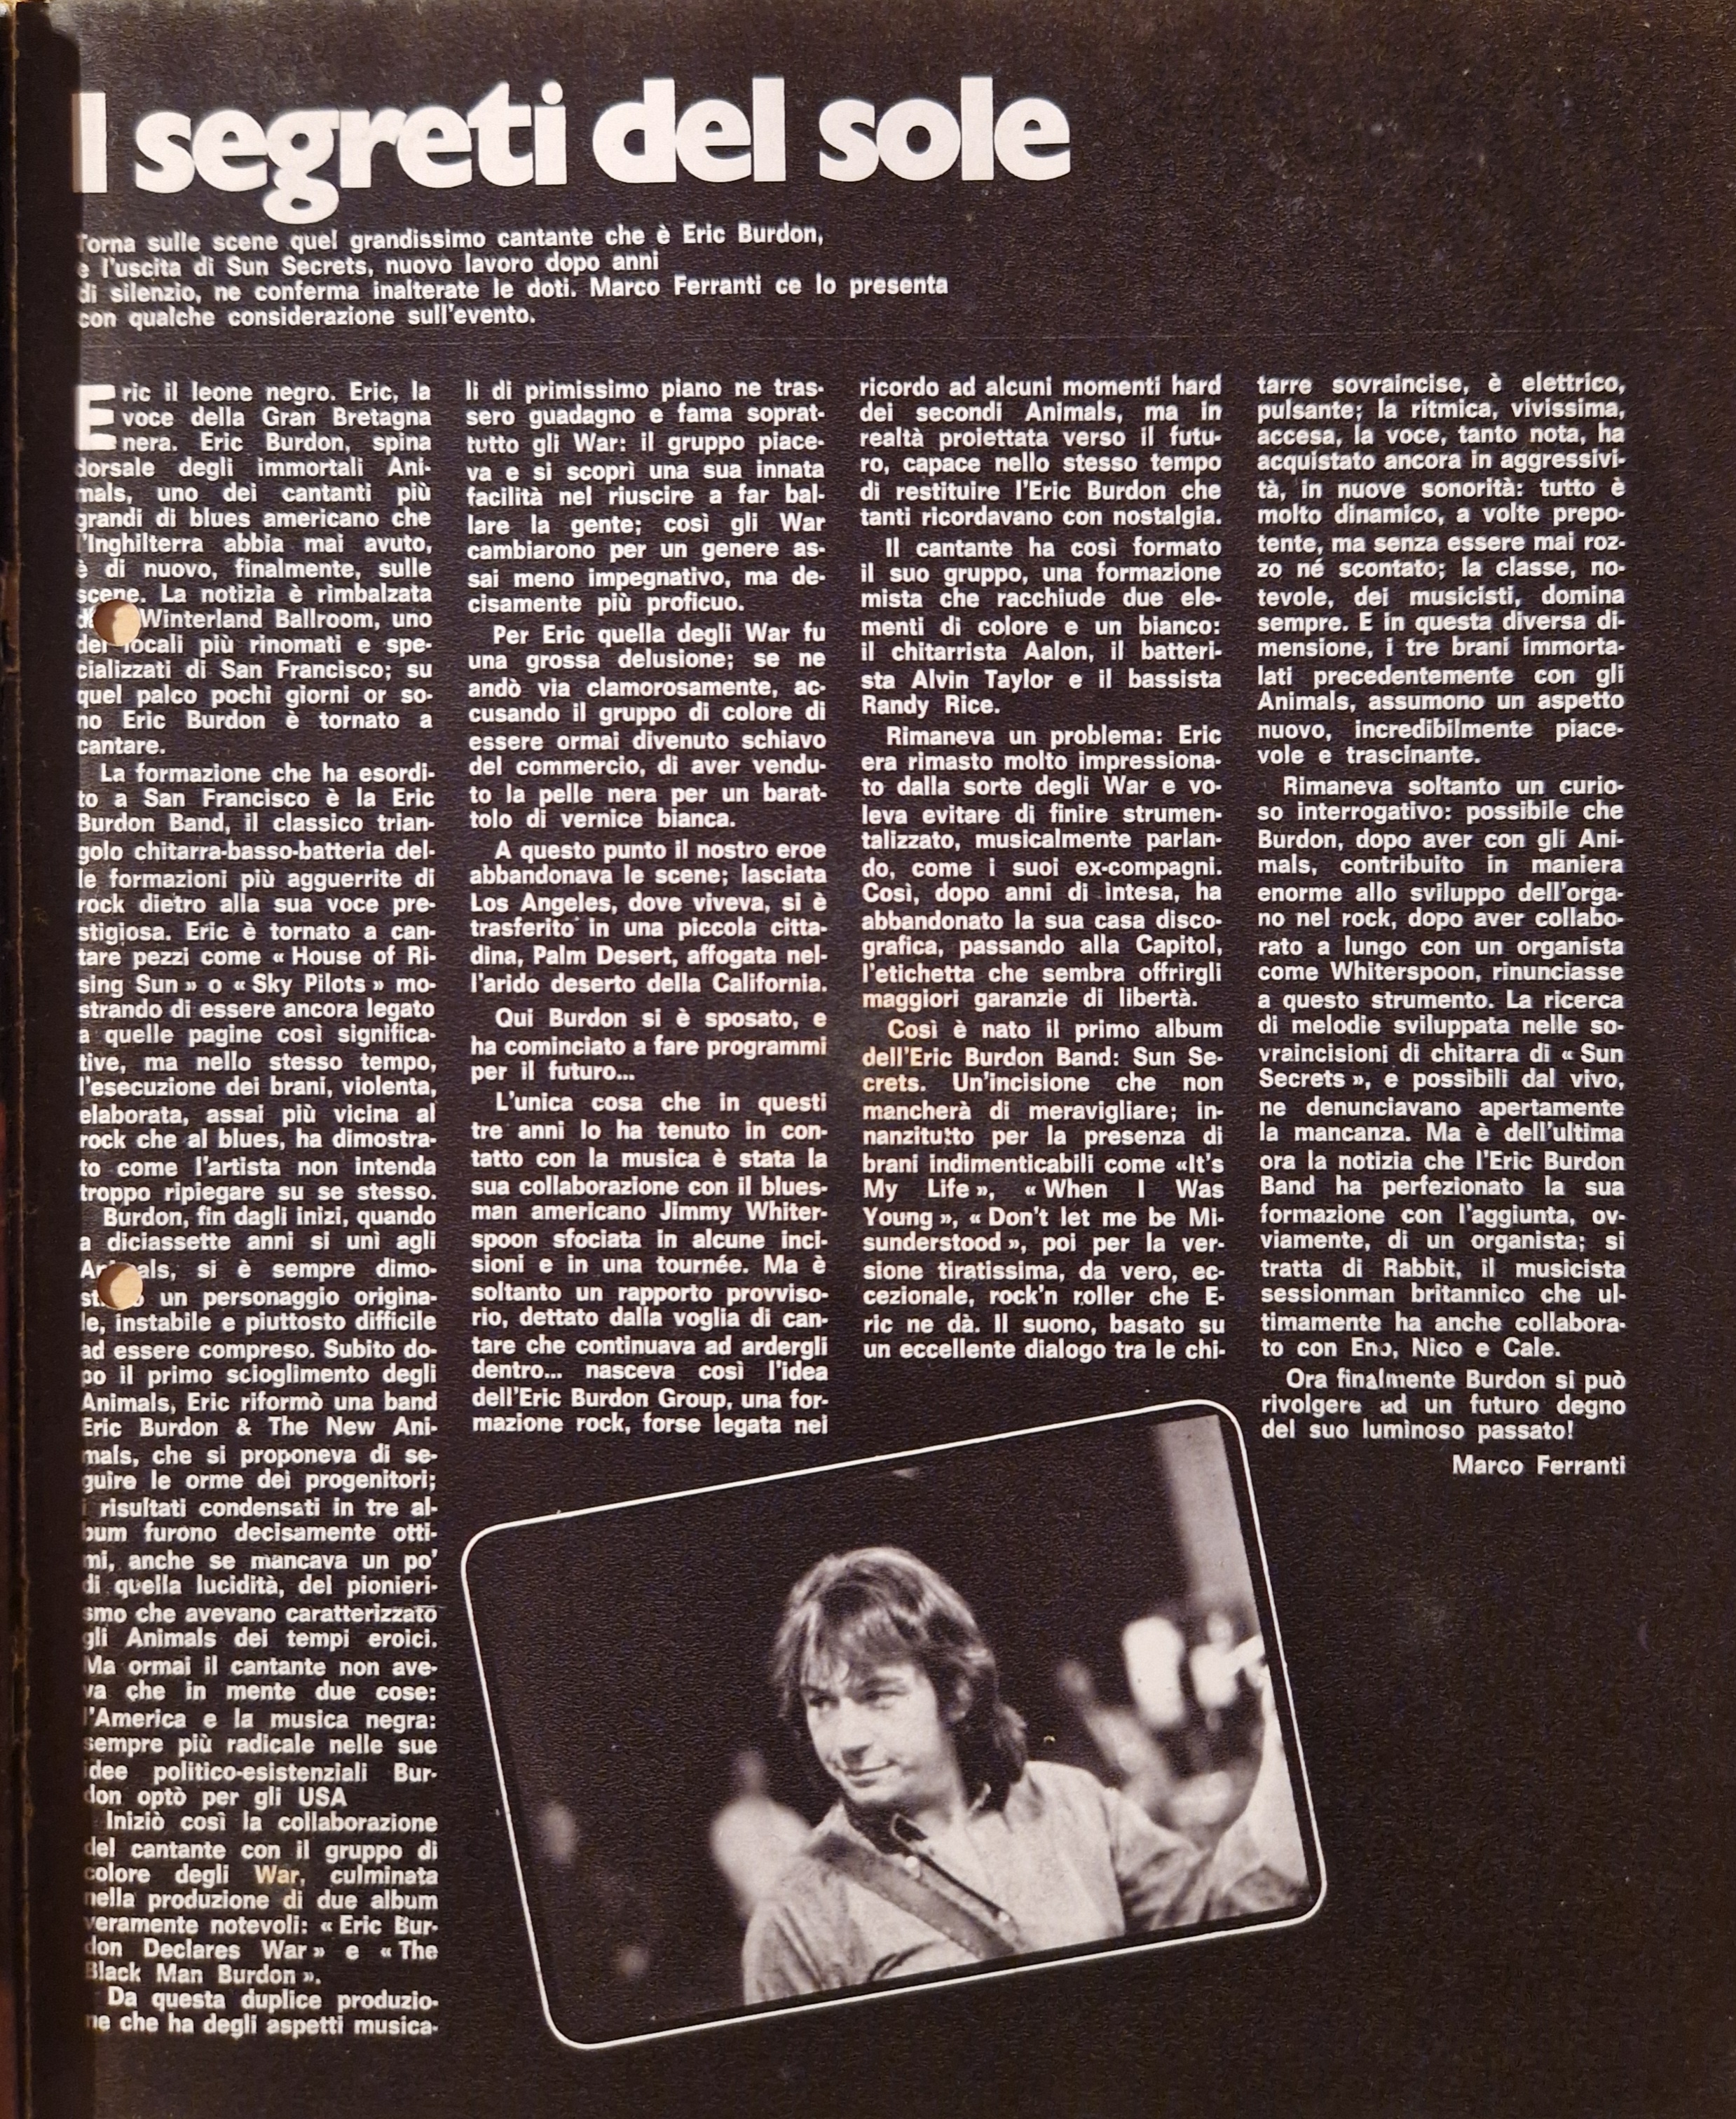 I segreti del sole
Torna sulle scene quel grandissimo cantante che è Eric Burdon,
e l'uscita di Sun Secrets, nuovo lavoro dopo anni
di silenzio, ne conferma inalterate le doti. Marco Ferranti ce lo presenta
con qualche considerazione sull'evento.
Eric il leone negro. Eric, la
voce della Gran Bretagna
nera. Eric Burdon, spina
dorsale degli immortali Ani-
mals, uno dei cantanti più
grandi di blues americano che
l'Inghilterra abbia mai avuto,
è di nuovo, finalmente, sulle
scene. La notizia è rimbalzata
Winterland Ballroom, uno
dei locali più rinomati e spe-
cializzati di San Francisco; su
quel palco pochi giorni or so-
no Eric Burdon è tornato a
cantare.
La formazione che ha esordi-
to a San Francisco è la Eric
Burdon Band, il classico trian-
golo chitarra-basso-batteria del-
le formazioni più agguerrite di
rock dietro alla sua voce pre-
stigiosa. Eric è tornato a can-
tare pezzi come « House of Ri-
sing Sun » o « Sky Pilots » mo-
strando di essere ancora legato
a quelle pagine così significa-
tive, ma nello stesso tempo,
l'esecuzione dei brani, violenta,
elaborata, assai più vicina al
rock che al blues, ha dimostra-
to come l'artista non intenda
troppo ripiegare su se stesso.
Burdon, fin dagli inizi, quando
a diciassette anni si unì agli
Animals, si è sempre dimo-
un personaggio origina-
le, instabile e piuttosto difficile
ad essere compreso. Subito do-
po il primo scioglimento degli
Animals, Eric riformò una band
Eric Burdon & The New Ani-
mals, che si proponeva di se-
guire le orme dei progenitori;
i risultati condensati in tre al-
bum furono decisamente otti-
mi, anche se mancava un po'
di quella lucidità, del pionieri-
smo che avevano caratterizzato
gli Animals dei tempi eroici.
Ma ormai il cantante non ave-
va che in mente due cose:
l'America e la musica negra:
sempre più radicale nelle sue
idee politico-esistenziali Bur-
don optò per gli USA
Iniziò così la collaborazione
del cantante con il gruppo di
colore degli War, culminata
nella produzione di due album
veramente notevoli: « Eric Bur-
don Declares War » e « The
Black Man Burdon ».
Da questa duplice produzio-
ne che ha degli aspetti musica-
li di primissimo piano ne tras-
sero guadagno e fama soprat-
tutto gli War: il gruppo piace-
va e si scoprì una sua innata
facilità nel riuscire a far bal-
lare la gente; così gli War
cambiarono per un genere as-
sai meno impegnativo, ma de-
cisamente più proficuo.
Per Eric quella degli War fu
una grossa delusione; se ne
andò via clamorosamente, ac-
cusando il gruppo di colore di
essere ormai divenuto schiavo
del commercio, di aver vendu-
to la pelle nera per un barat-
tolo di vernice bianca.
A questo punto il nostro eroe
abbandonava le scene; lasciata
Los Angeles, dove viveva, si è
trasferito in una piccola citta-
dina, Palm Desert, affogata nel-
l'arido deserto della California.
Qui Burdon si è sposato, e
ha cominciato a fare programmi
per il futuro...
L'unica cosa che in questi
tre anni lo ha tenuto in con-
tatto con la musica è stata la
sua collaborazione con il blues-
man americano Jimmy Whiter-
spoon sfociata in alcune inci-
sioni e in una tournée. Ma è
soltanto un rapporto provviso-
rio, dettato dalla voglia di can-
tare che continuava ad ardergli
dentro... nasceva così l'idea
dell'Eric Burdon Group, una for-
mazione rock, forse legata nel
ricordo ad alcuni momenti hard
dei secondi Animals, ma in
realtà proiettata verso il futu-
ro, capace nello stesso tempo
di restituire l'Eric Burdon che
tanti ricordavano con nostalgia.
Il cantante ha così formato
il suo gruppo, una formazione
mista che racchiude due ele-
menti di colore e un bianco:
il chitarrista Aalon, il batteri-
sta Alvin Taylor e il bassista
Randy Rice.
Rimaneva un problema: Eric
era rimasto molto impressiona-
to dalla sorte degli War e vo-
leva evitare di finire strumen-
talizzato, musicalmente parlan-
do, come i suoi ex-compagni.
Così, dopo anni di intesa, ha
abbandonato la sua casa disco-
grafica, passando alla Capitol,
l'etichetta che sembra offrirgli
maggiori garanzie di libertà.
Così è nato il primo album
dell'Eric Burdon Band: Sun Se-
crets. Un'incisione che non
mancherà di meravigliare; in-
nanzitutto per la presenza di
brani indimenticabili come «It's
My Life», « When I Was
Young », « Don't let me be Mi-
sunderstood », poi per la ver-
sione tiratissima, da vero, ec-
cezionale, rock'n roller che E-
ric ne dà. Il suono, basato su
un eccellente dialogo tra le chi-
tarre sovraincise, è elettrico,
pulsante; la ritmica, vivissima,
accesa, la voce, tanto nota, ha
acquistato ancora in aggressivi-
tà, in nuove sonorità: tutto è
molto dinamico, a volte prepo-
tente, ma senza essere mai roz-
zo né scontato; la classe, no-
tevole, dei musicisti, domina
sempre. E in questa diversa di-
mensione, i tre brani immorta-
lati precedentemente con gli
Animals, assumono un aspetto
nuovo, incredibilmente piace-
vole e trascinante.
Rimaneva soltanto un curio-
so interrogativo: possibile che
Burdon, dopo aver con gli Ani-
mals, contribuito in maniera
enorme allo sviluppo dell'orga-
no nel rock, dopo aver collabo-
rato a lungo con un organista
come Whiterspoon, rinunciasse
a questo strumento. La ricerca
di melodie sviluppata nelle so-
vraincisioni di chitarra di « Sun
Secrets », e possibili dal vivo,
ne denunciavano apertamente
la mancanza. Ma è dell'ultima
ora la notizia che l'Eric Burdon
Band ha perfezionato la sua
formazione con l'aggiunta, ov-
viamente, di un organista; si
tratta di Rabbit, il musicista
sessionman britannico che ul-
timamente ha anche collabora-
to con Eno, Nico e Cale.
Ora finalmente Burdon si può
rivolgere ad un futuro degno
del suo luminoso passato!
Marco Ferranti